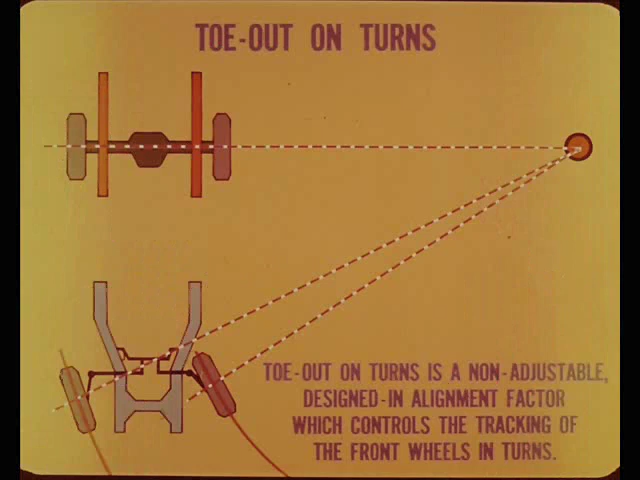 TOE-OUT ON TURNS
TOE-OUT ON TURNS IS A NON-ADJUSTABLE,
DESIGNED-IN ALIGNMENT FACTOR
WHICH CONTROLS THE TRACKING OF
THE FRONT WHEELS IN TURNS.